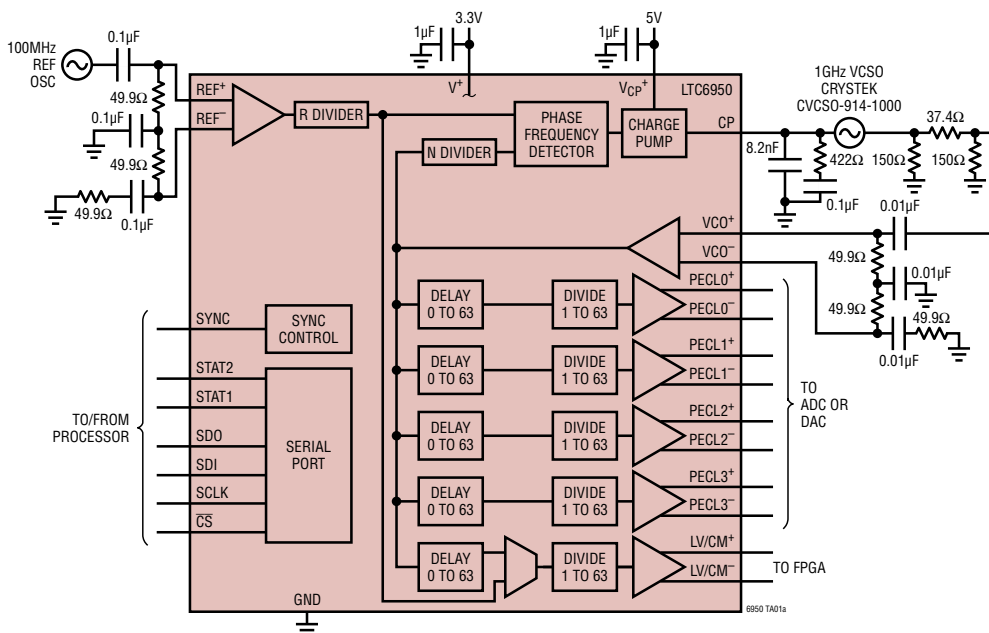 100MHz
REF
OSC
0.1µF
49.9Ω
0.1µF
49.9Ω
49.9Ω
0.1µF
REF+
REF–
R DIVIDER
1µF
3.3V
V+
1µF
5V
VCP+
LTC6950
N DIVIDER
PHASE
FREQUENCY
DETECTOR
CHARGE
PUMP
CP
1GHz VCSO
CRYSTEK
CVCSO-914-1000
8.2nF
422Ω
0.1µF
150Ω
37.4Ω
150Ω
VCO+
VCO–
0.01µF
49.9Ω
0.01µF
49.9Ω
49.9Ω
0.01µF
SYNC
SYNC
CONTROL
STAT2
STAT1
SDO
SDI
SCLK
CS
TO/FROM
PROCESSOR
SERIAL
PORT
DELAY
0 TO 63
DIVIDE
1 TO 63
PECL0+
PECL0–
DELAY
0 TO 63
DIVIDE
1 TO 63
PECL1+
PECL1–
DELAY
0 TO 63
DIVIDE
1 TO 63
PECL2+
PECL2–
DELAY
0 TO 63
DIVIDE
1 TO 63
PECL3+
PECL3–
TO
ADC OR
DAC
DELAY
0 TO 63
DIVIDE
1 TO 63
LV/CM+
LV/CM–
TO FPGA
GND
6950 TA01a